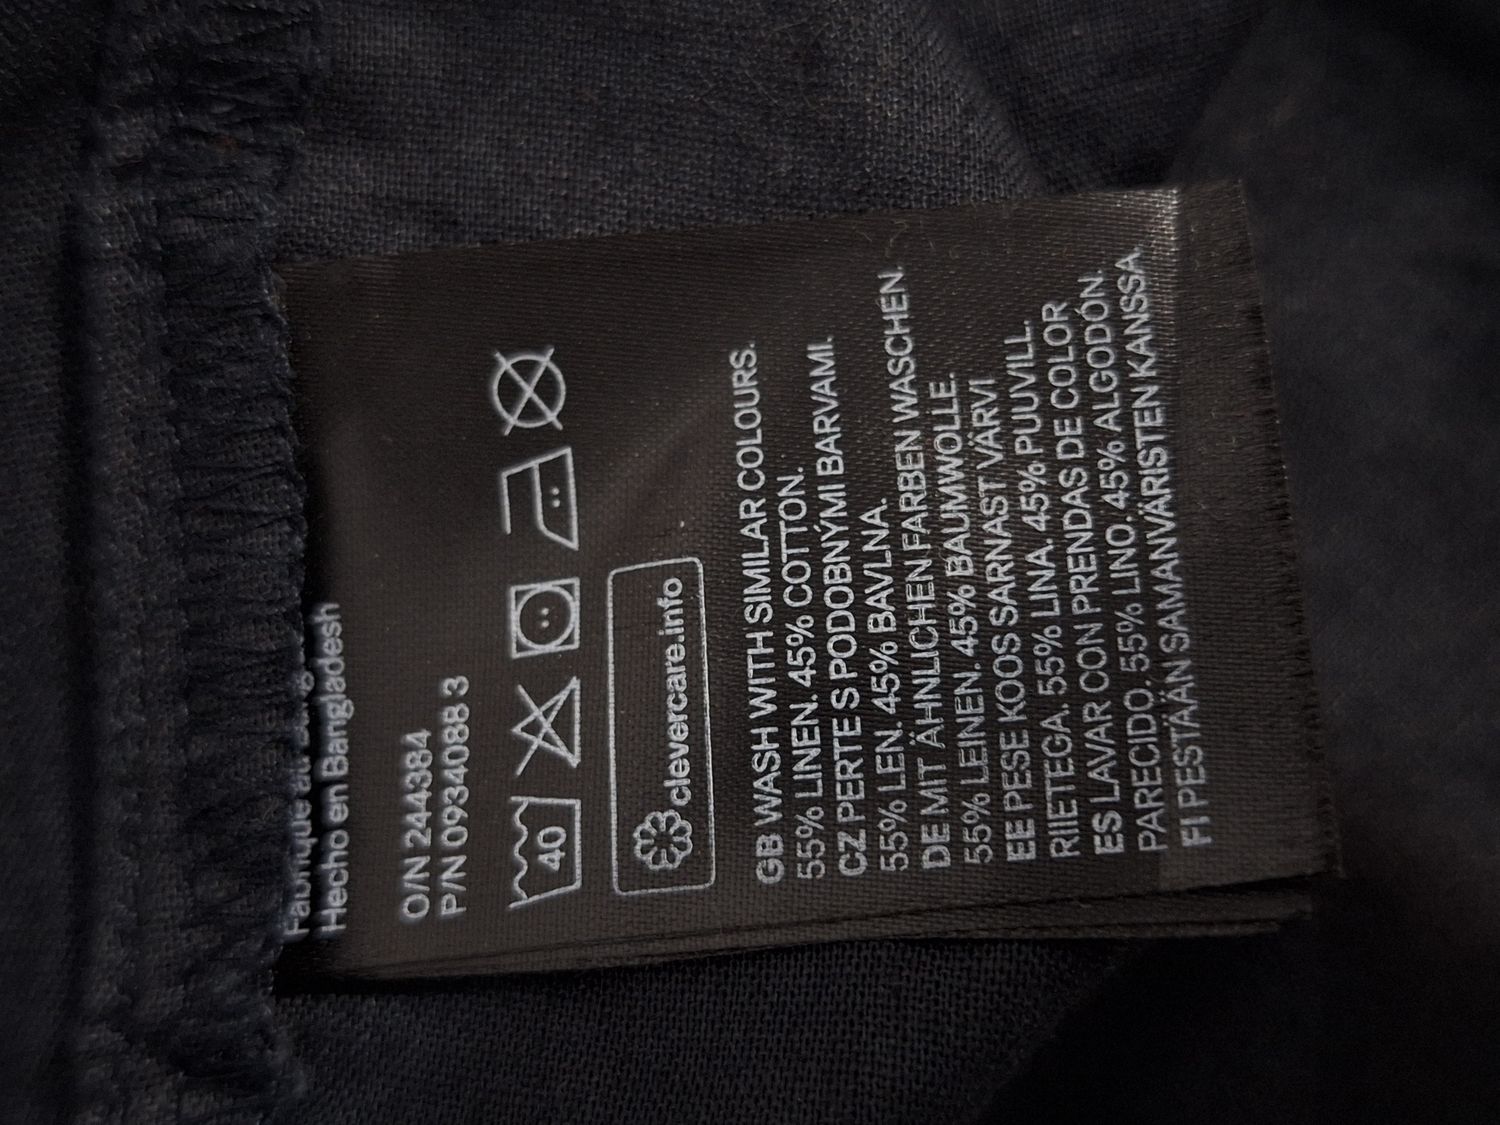 Fabriqué au
Hecho en Bangladesh
O/N 244384
P/N 0934088 3
40
clevercare.info
GB WASH WITH SIMILAR COLOURS.
55% LINEN. 45% COTTON.
CZ PERTE S PODOBNÝMI BARVAMI.
55% LEN. 45% BAVLNA.
DE MIT ÄHNLICHEN FARBEN WASCHEN.
55% LEINEN. 45% BAUMWOLLE.
EE PESE KOOS SARNAST VÄRVI
RIIETEGA. 55% LINA. 45% PUUVILL.
ES LAVAR CON PRENDAS DE COLOR
PARECIDO. 55% LINO. 45% ALGODÓN.
FI PESTÄÄN SAMANVÄRISTEN KANSSA.